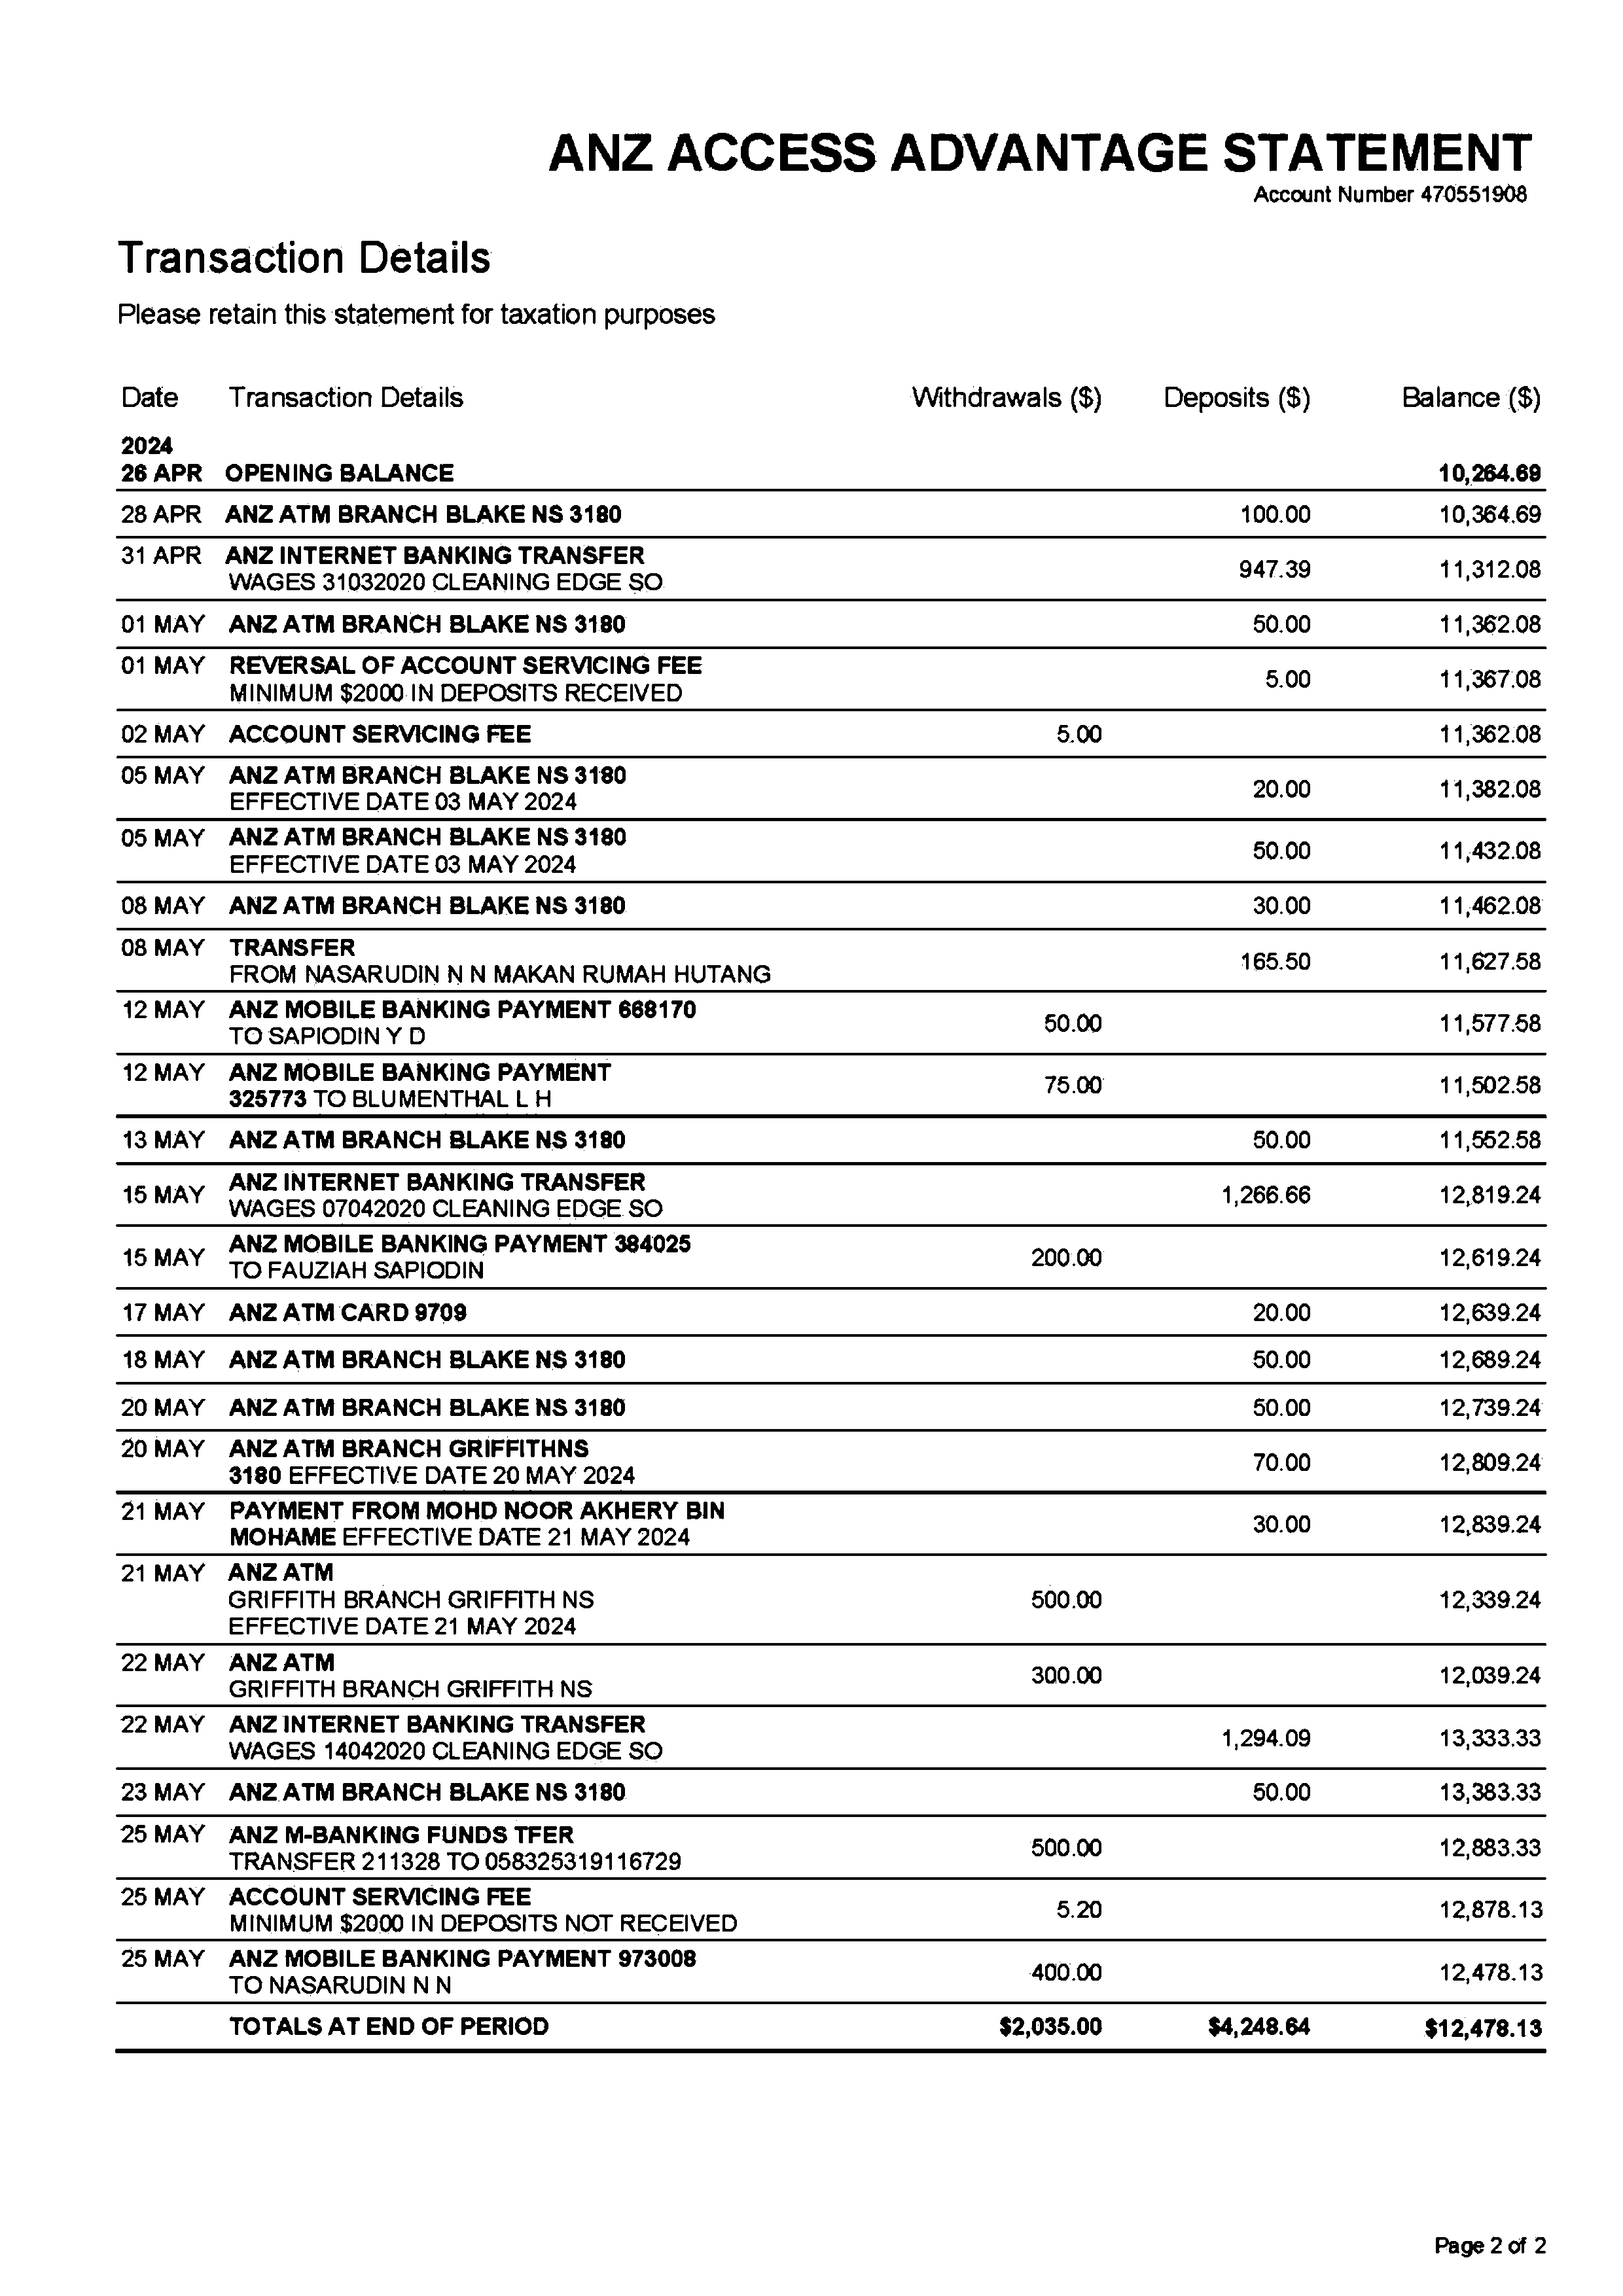 ANZ ACCESS ADVANTAGE STATEMENT
Account Number 470551908
Transaction Details
Please retain this statement for taxation purposes
Date Transaction Details Withdrawals ($) Deposits ($) Balance ($)
2024
26 APR OPENING BALANCE 10,264.69
28 APR ANZ ATM BRANCH BLAKE NS 3180 100.00 10,364.69
31 APR ANZ INTERNET BANKING TRANSFER
WAGES 31032020 CLEANING EDGE SO 947.39 11,312.08
01 MAY ANZ ATM BRANCH BLAKE NS 3180 50.00 11,362.08
01 MAY REVERSAL OF ACCOUNT SERVICING FEE
MINIMUM $2000 IN DEPOSITS RECEIVED 5.00 11,367.08
02 MAY ACCOUNT SERVICING FEE 5.00 11,362.08
05 MAY ANZ ATM BRANCH BLAKE NS 3180
EFFECTIVE DATE 03 MAY 2024 20.00 11,382.08
05 MAY ANZ ATM BRANCH BLAKE NS 3180
EFFECTIVE DATE 03 MAY 2024 50.00 11,432.08
08 MAY ANZ ATM BRANCH BLAKE NS 3180 30.00 11,462.08
08 MAY TRANSFER
FROM NASARUDIN N N MAKAN RUMAH HUTANG 165.50 11,627.58
12 MAY ANZ MOBILE BANKING PAYMENT 668170
TO SAPIODIN Y D 50.00 11,577.58
12 MAY ANZ MOBILE BANKING PAYMENT
325773 TO BLUMENTHAL L H 75.00 11,502.58
13 MAY ANZ ATM BRANCH BLAKE NS 3180 50.00 11,552.58
15 MAY ANZ INTERNET BANKING TRANSFER
WAGES 07042020 CLEANING EDGE SO 1,266.66 12,819.24
15 MAY ANZ MOBILE BANKING PAYMENT 384025
TO FAUZIAH SAPIODIN 200.00 12,619.24
17 MAY ANZ ATM CARD 9709 20.00 12,639.24
18 MAY ANZ ATM BRANCH BLAKE NS 3180 50.00 12,689.24
20 MAY ANZ ATM BRANCH BLAKE NS 3180 50.00 12,739.24
20 MAY ANZ ATM BRANCH GRIFFITHNS
3180 EFFECTIVE DATE 20 MAY 2024 70.00 12,809.24
21 MAY PAYMENT FROM MOHD NOOR AKHERY BIN
MOHAME EFFECTIVE DATE 21 MAY 2024 30.00 12,839.24
21 MAY ANZ ATM
GRIFFITH BRANCH GRIFFITH NS 500.00 12,339.24
EFFECTIVE DATE 21 MAY 2024
22 MAY ANZ ATM
GRIFFITH BRANCH GRIFFITH NS 300.00 12,039.24
22 MAY ANZ INTERNET BANKING TRANSFER
WAGES 14042020 CLEANING EDGE SO 1,294.09 13,333.33
23 MAY ANZ ATM BRANCH BLAKE NS 3180 50.00 13,383.33
25 MAY ANZ M-BANKING FUNDS TFER
TRANSFER 211328 TO 058325319116729 500.00 12,883.33
25 MAY ACCOUNT SERVICING FEE
MINIMUM $2000 IN DEPOSITS NOT RECEIVED 5.20 12,878.13
25 MAY ANZ MOBILE BANKING PAYMENT 973008
TO NASARUDIN N N 400.00 12,478.13
TOTALS AT END OF PERIOD $2,035.00 $4,248.64 $12,478.13
Page 2 of 2